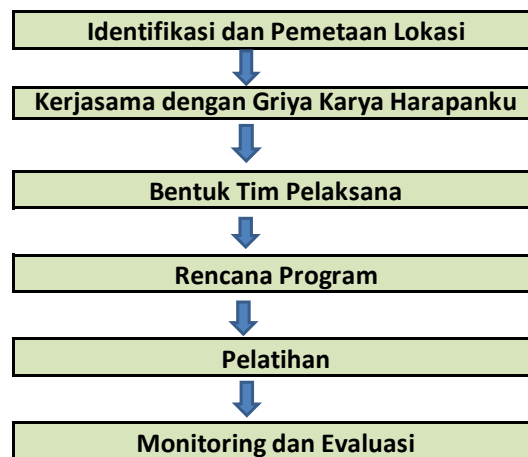 Identifikasi dan Pemetaan Lokasi
Kerjasama dengan Griya Karya Harapanku
Bentuk Tim Pelaksana
Rencana Program
Pelatihan
Monitoring dan Evaluasi